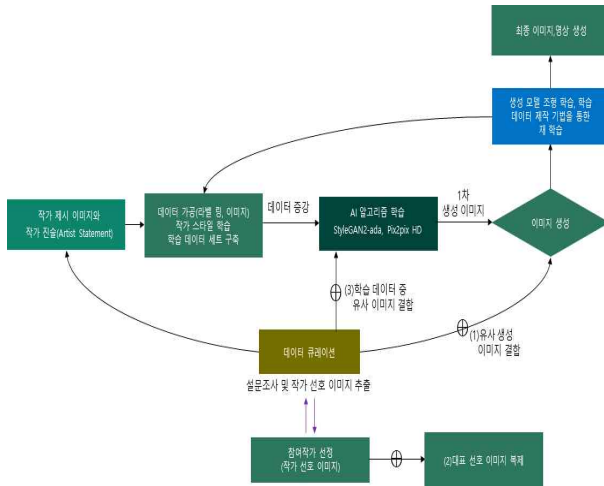 최종 이미지,영상 생성
생성 모델 조형 학습, 학습
데이터 제작 기법을 통한
재 학습
작가 제시 이미지와
작가 진술(Artist Statement)
데이터 가공(라벨 링, 이미지)
작가 스타일 학습
학습 데이터 세트 구축
데이터 증강
AI 알고리즘 학습
StyleGAN2-ada, Pix2pix HD
1차
생성 이미지
이미지 생성
(3)학습 데이터 중
유사 이미지 결합
(1)유사 생성
이미지 결합
데이터 큐레이션
설문조사 및 작가 선호 이미지 추출
참여작가 선정
(작가 선호 이미지)
(2)대표 선호 이미지 복제